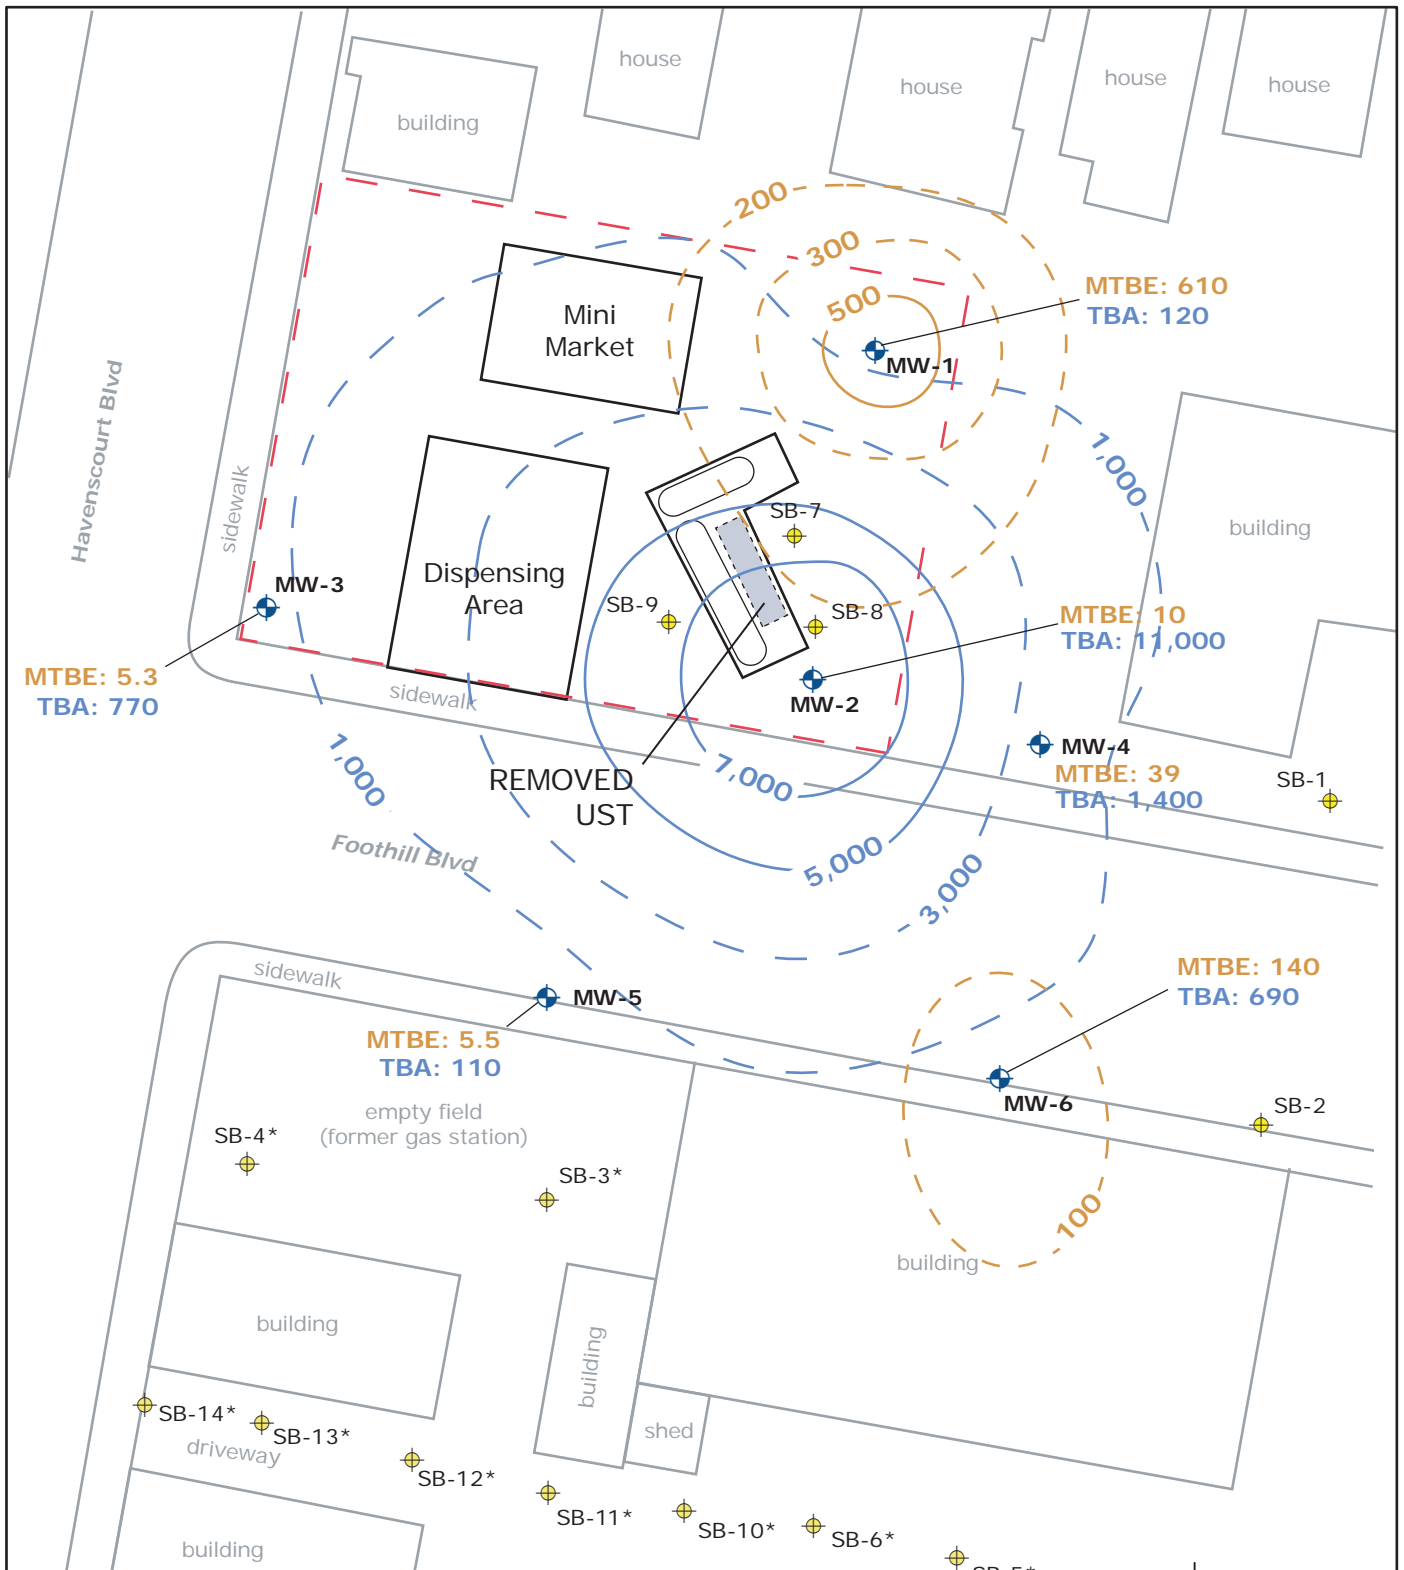 house
house
house
house
building
200
300
500
MTBE: 610
TBA: 120
MW-1
Mini
Market
1,000
Havenscourt Blvd
sidewalk
building
SB-7
Dispensing
Area
MW-3
SB-9
SB-8
MTBE: 10
TBA: 11,000
MTBE: 5.3
TBA: 770
sidewalk
MW-2
MW-4
MTBE: 39
TBA: 1,400
SB-1
1,000
REMOVED
UST
7,000
Foothill Blvd
5,000
3,000
sidewalk
MW-5
MTBE: 140
TBA: 690
MTBE: 5.5
TBA: 110
MW-6
SB-2
empty field
(former gas station)
SB-4*
SB-3*
100
building
building
building
SB-14*
SB-13*
driveway
shed
SB-12*
SB-11*
SB-10*
SB-6*
building